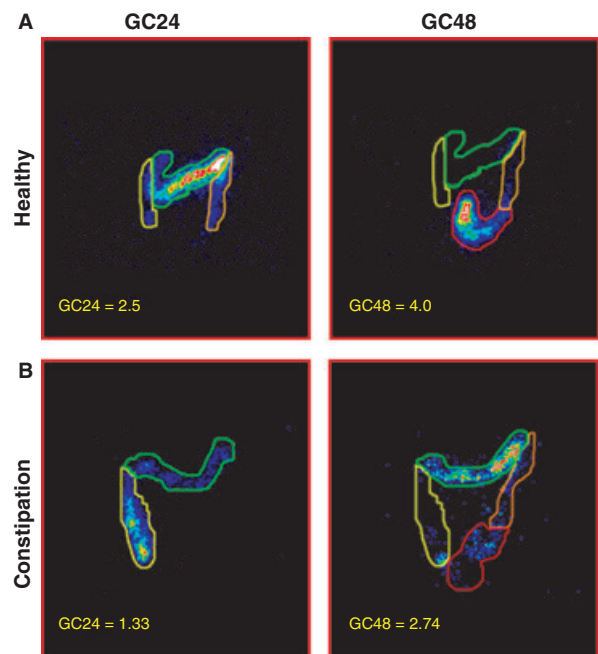 GC24 GC48
A
Healthy
GC24 = 2.5
GC48 = 4.0
B
Constipation
GC24 = 1.33
GC48 = 2.74